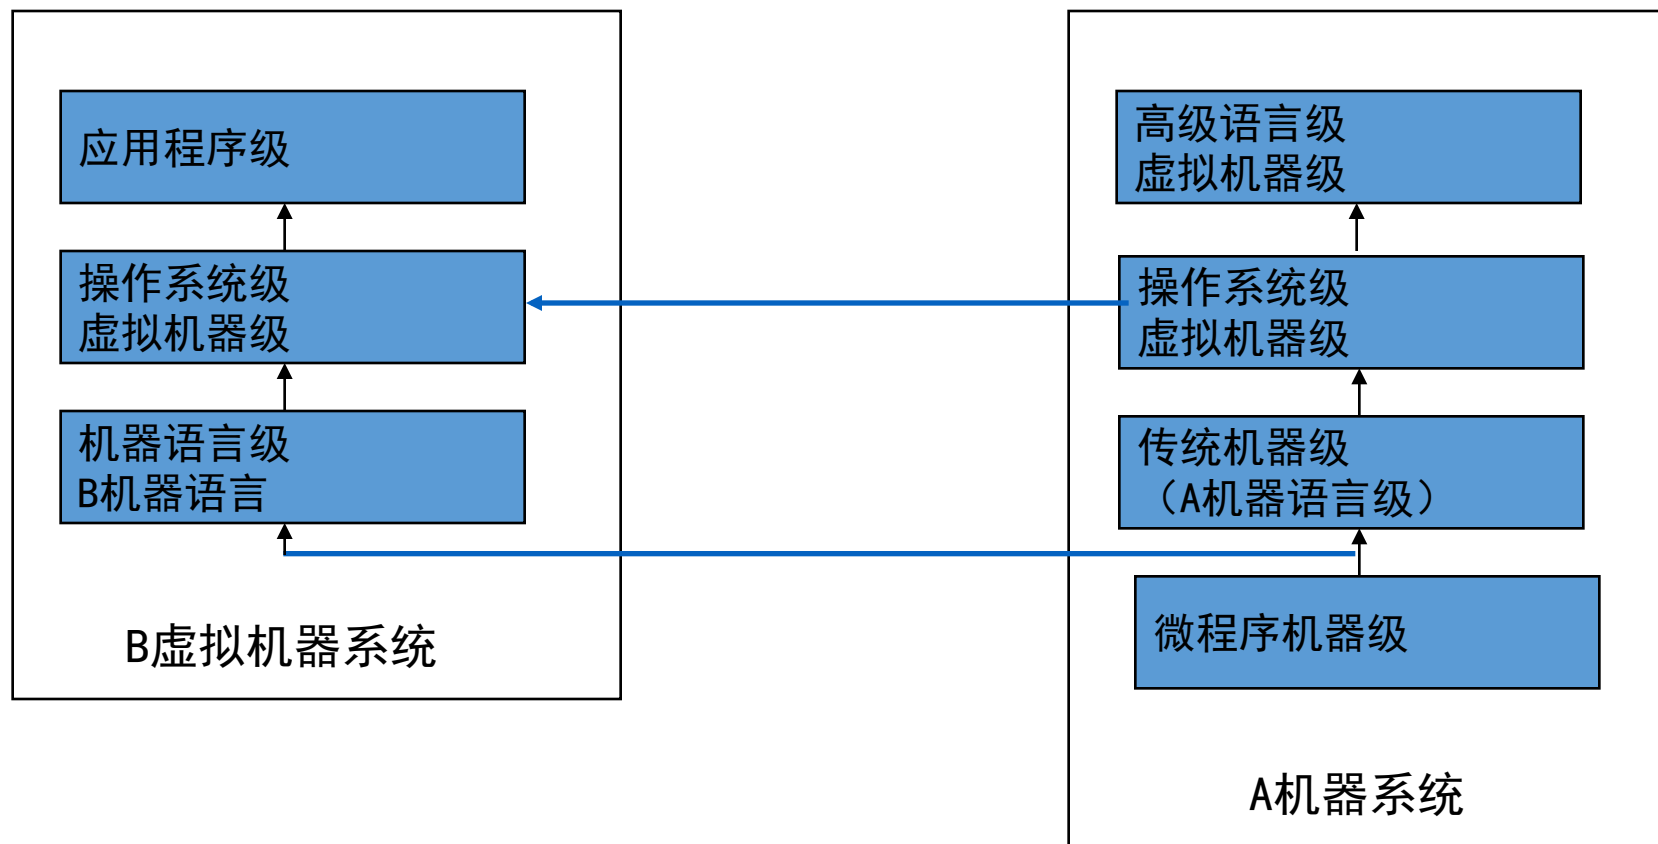 应用程序级
操作系统级
虚拟机器级
机器语言级
B机器语言
B虚拟机器系统
高级语言级
虚拟机器级
操作系统级
虚拟机器级
传统机器级
（A机器语言级）
微程序机器级
A机器系统